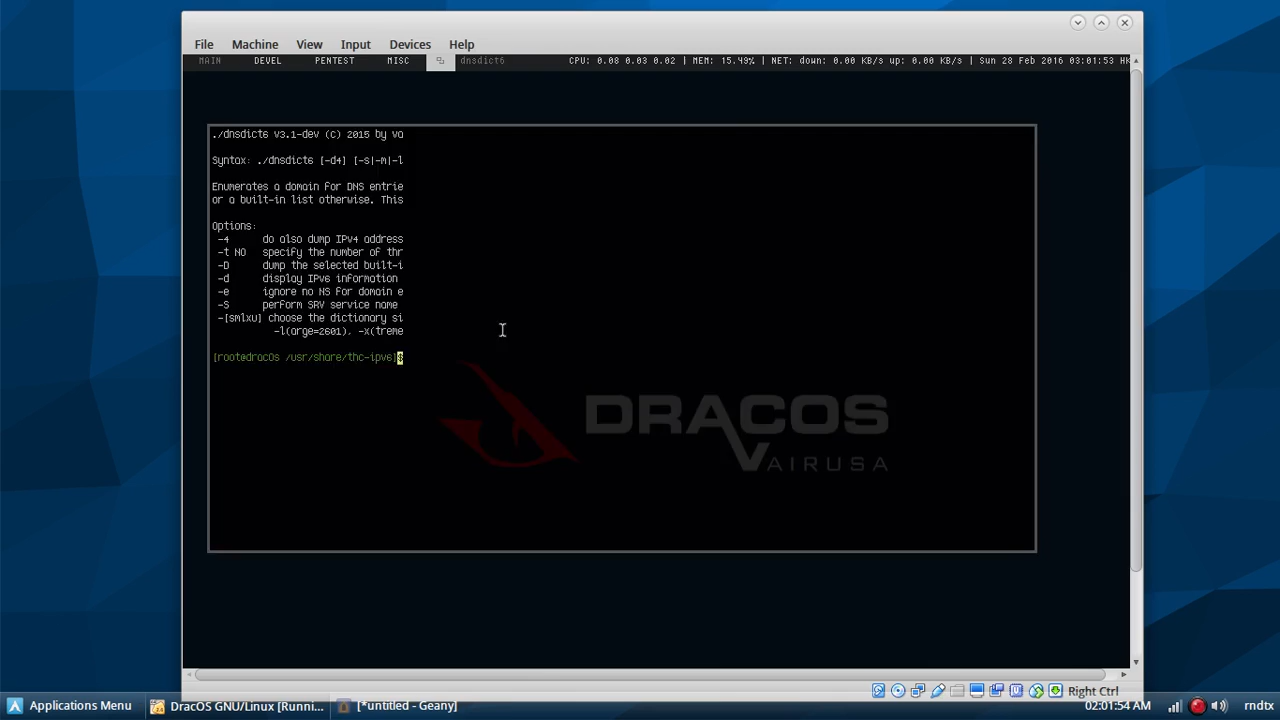 File Machine View Input Devices Help
MAIN DEVEL PENTEST MISC dnsdict6 CPU: 0.08 0.03 0.02 | MEM: 15.49% | NET: down: 0.00 KB/s up: 0.00 KB/s | Sun 28 Feb 2016 03:01:53 HK
./dnsdict6 v3.1-dev (c) 2015 by va
Syntax: ./dnsdict6 [-d4] [-s|-m|-l
Enumerates a domain for DNS entrie
or a built-in list otherwise. This
Options:
-4 do also dump IPv4 address
-t NO specify the number of thr
-D dump the selected built-i
-d display IPv6 information
-e ignore no NS for domain e
-S perform SRV service name
-[smlxu] choose the dictionary si
-l(arge=2601), -x(treme
[root@dracOs /usr/share/thc-ipv6]$
DRACOS
VAIRUSA
Right Ctrl
Applications Menu DracOS GNU/Linux [Runni... [*untitled - Geany] 02:01:54 AM rndtx